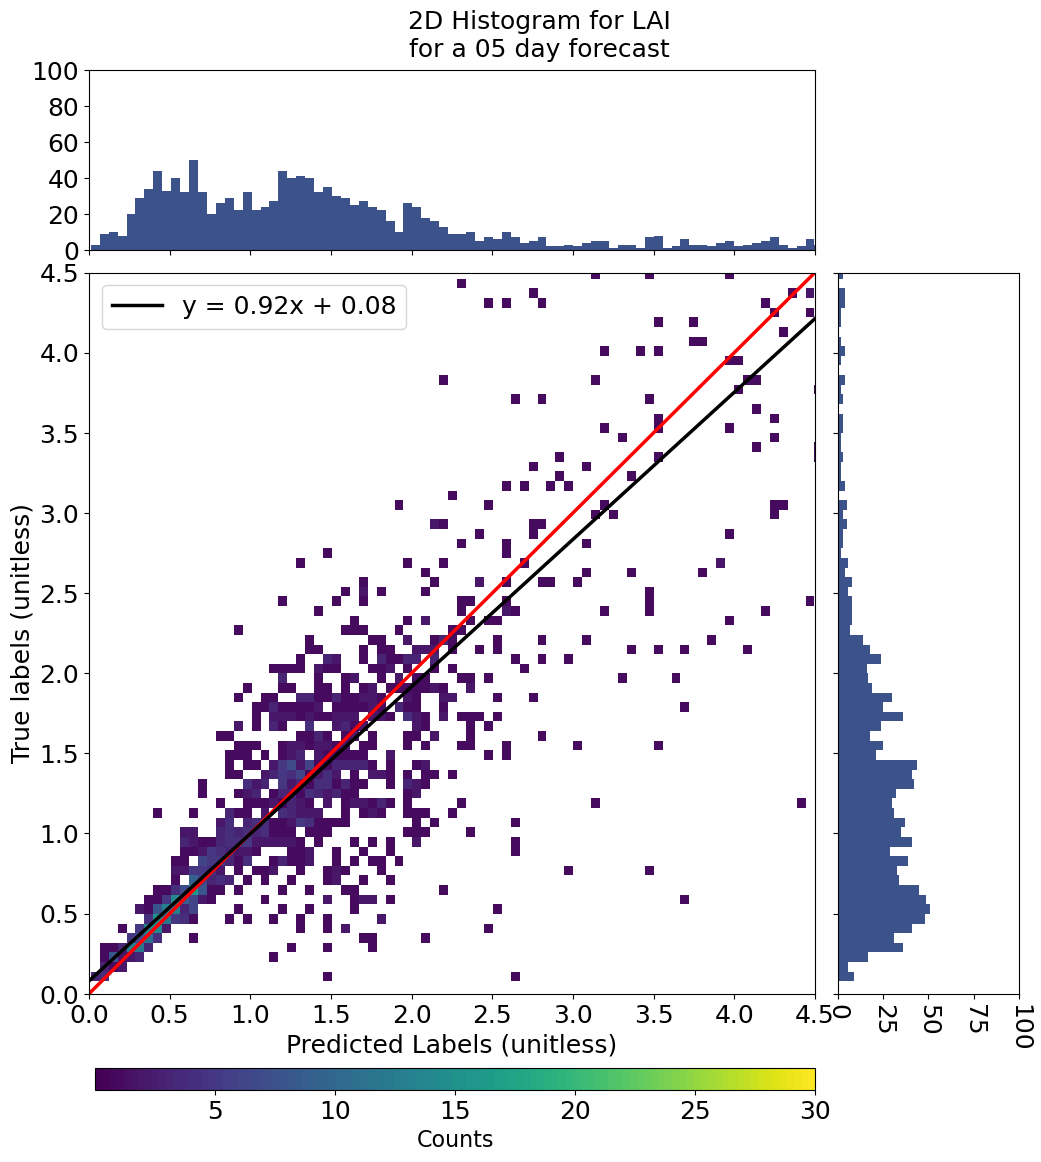 2D Histogram for LAI
for a 05 day forecast
100
80
60
40
20
0
4.5
4.0
3.5
3.0
2.5
2.0
1.5
1.0
0.5
0.0
True labels (unitless)
y = 0.92x + 0.08
0.0 0.5 1.0 1.5 2.0 2.5 3.0 3.5 4.0 4.5
Predicted Labels (unitless)
0 25 50 75 100
5 10 15 20 25 30
Counts